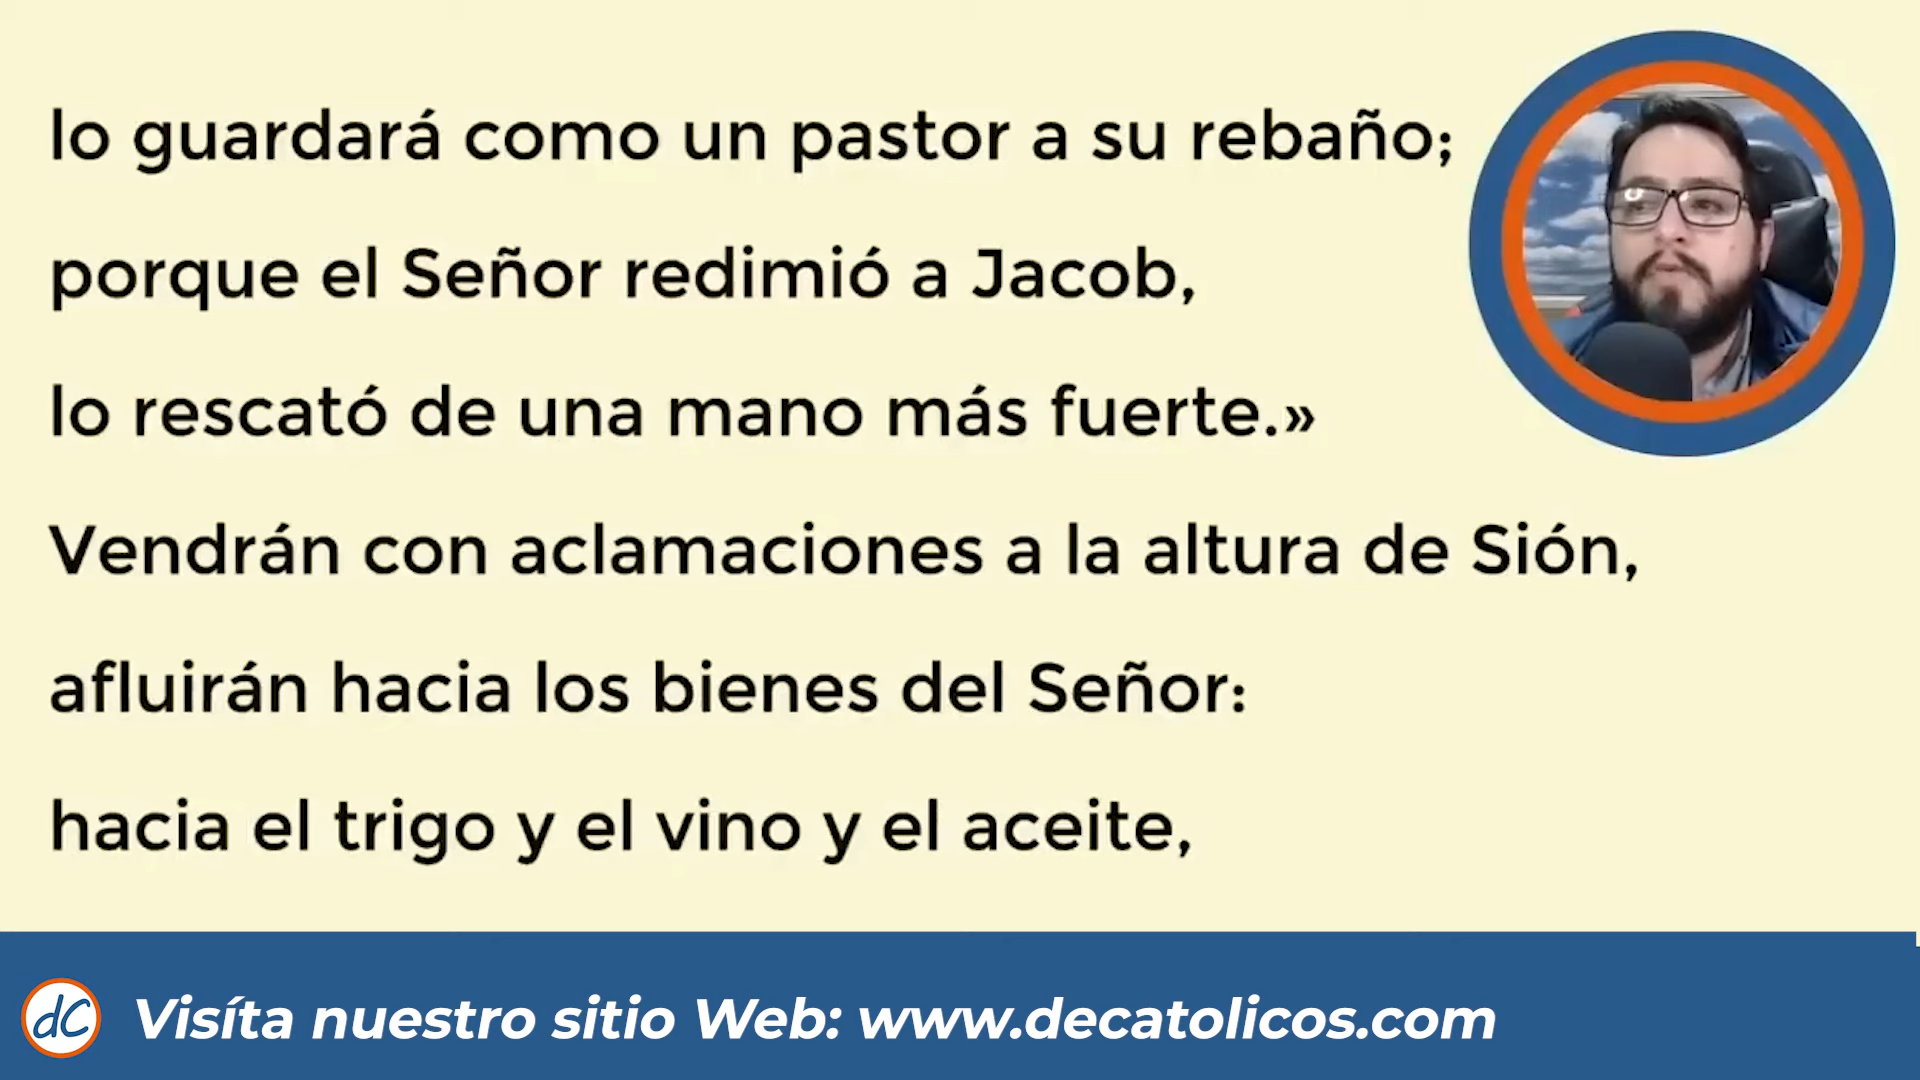 lo guardará como un pastor a su rebaño;
porque el Señor redimió a Jacob,
lo rescató de una mano más fuerte.»
Vendrán con aclamaciones a la altura de Sión,
afluirán hacia los bienes del Señor:
hacia el trigo y el vino y el aceite,
dC Visíta nuestro sitio Web: www.decatolicos.com